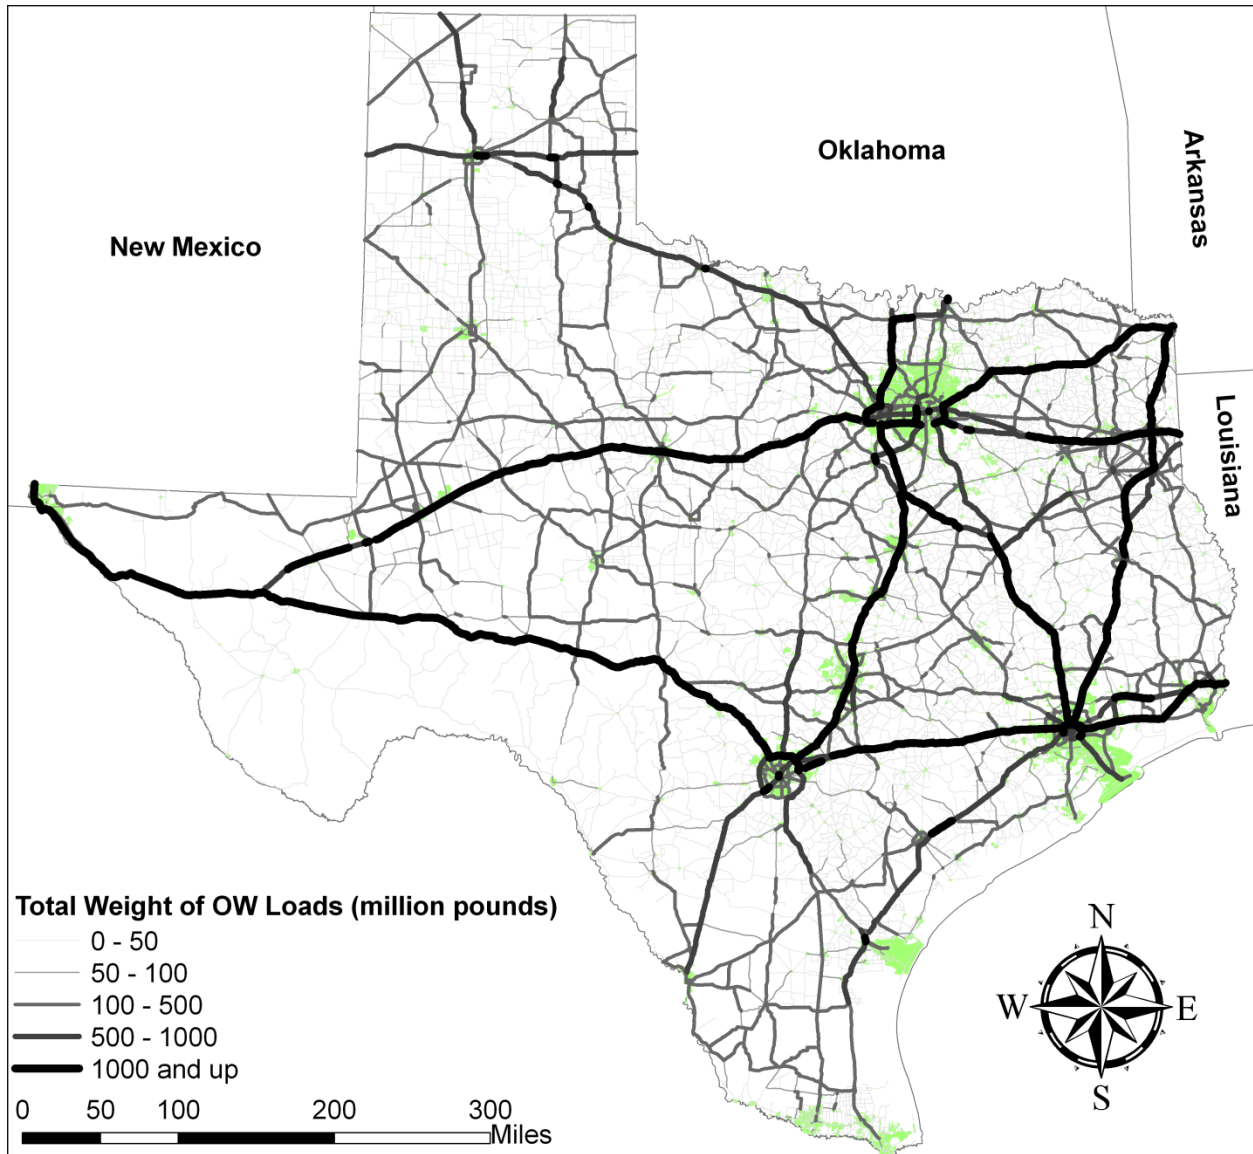 Oklahoma
Arkansas
New Mexico
Louisiana
Total Weight of OW Loads (million pounds)
0 - 50
50 - 100
100 - 500
500 - 1000
1000 and up
0 50 100 200 300
Miles
N
W E
S